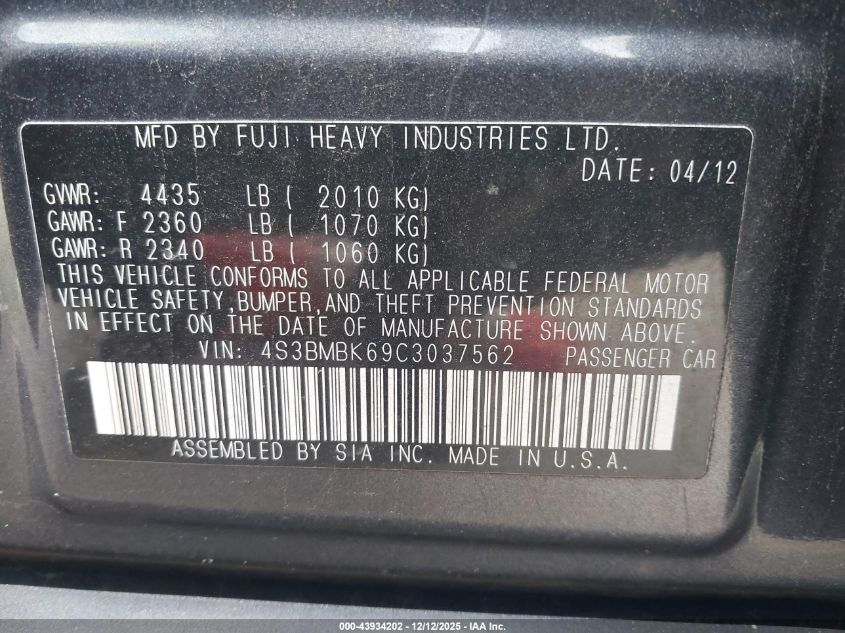 MFD BY FUJI HEAVY INDUSTRIES LTD.
DATE: 04/12
GVWR: 4435 LB ( 2010 KG)
GAWR: F 2360 LB ( 1070 KG)
GAWR: R 2340 LB ( 1060 KG)
THIS VEHICLE CONFORMS TO ALL APPLICABLE FEDERAL MOTOR
VEHICLE SAFETY, BUMPER, AND THEFT PREVENTION STANDARDS
IN EFFECT ON THE DATE OF MANUFACTURE SHOWN ABOVE.
VIN: 4S3BMBK69C3037562 PASSENGER CAR
ASSEMBLED BY SIA INC. MADE IN U.S.A.
000-43934202 - 12/12/2025 - IAA Inc.